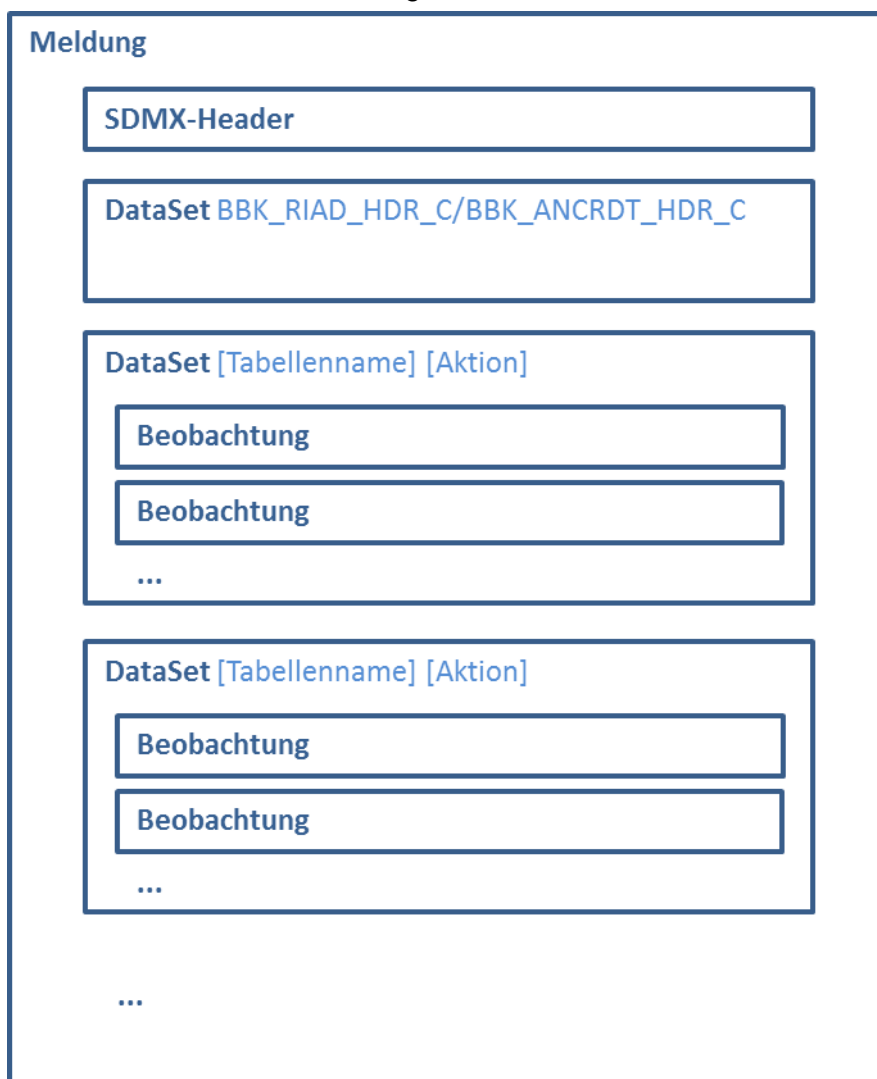 Meldung
SDMX-Header
DataSet BBK_RIAD_HDR_C/BBK_ANCRDT_HDR_C
DataSet [Tabellenname] [Aktion]
Beobachtung
Beobachtung
...
DataSet [Tabellenname] [Aktion]
Beobachtung
Beobachtung
...
...